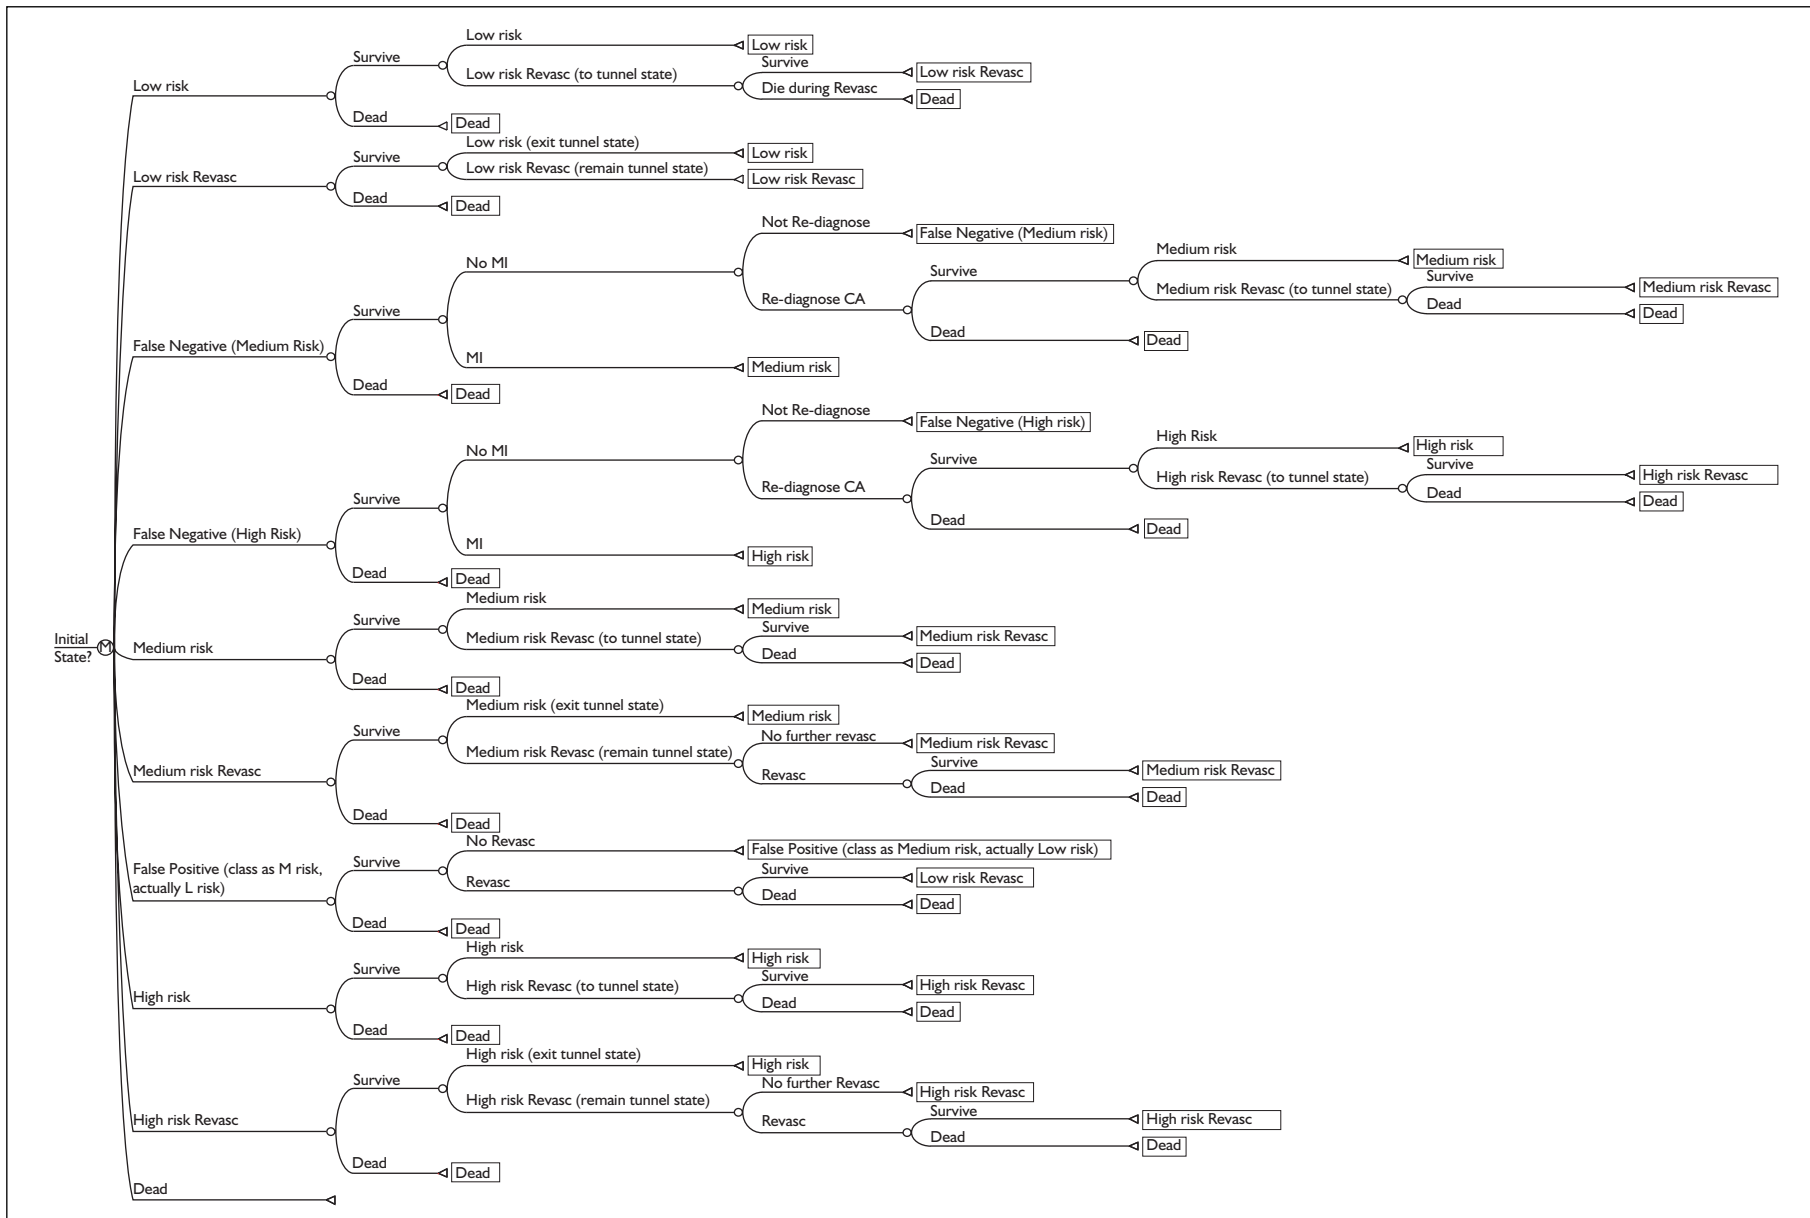 Initial
State?
M
Low risk
Survive
Low risk
Low risk
Low risk Revasc (to tunnel state)
Survive
Low risk Revasc
Die during Revasc
Dead
Dead
Dead
Low risk Revasc
Survive
Low risk (exit tunnel state)
Low risk
Low risk Revasc (remain tunnel state)
Low risk Revasc
Dead
Dead
False Negative (Medium Risk)
Survive
No MI
Not Re-diagnose
False Negative (Medium risk)
Re-diagnose CA
Survive
Medium risk
Medium risk
Medium risk Revasc (to tunnel state)
Survive
Medium risk Revasc
Dead
Dead
Dead
Dead
MI
Medium risk
Dead
Dead
False Negative (High Risk)
Survive
No MI
Not Re-diagnose
False Negative (High risk)
Re-diagnose CA
Survive
High Risk
High risk
High risk Revasc (to tunnel state)
Survive
High risk Revasc
Dead
Dead
Dead
Dead
MI
High risk
Dead
Dead
Medium risk
Survive
Medium risk
Medium risk
Medium risk Revasc (to tunnel state)
Survive
Medium risk Revasc
Dead
Dead
Dead
Dead
Medium risk Revasc
Survive
Medium risk (exit tunnel state)
Medium risk
Medium risk Revasc (remain tunnel state)
No further revasc
Medium risk Revasc
Revasc
Survive
Medium risk Revasc
Dead
Dead
Dead
Dead
False Positive (class as M risk,
actually L risk)
Survive
No Revasc
False Positive (class as Medium risk, actually Low risk)
Revasc
Survive
Low risk Revasc
Dead
Dead
Dead
Dead
High risk
Survive
High risk
High risk
High risk Revasc (to tunnel state)
Survive
High risk Revasc
Dead
Dead
Dead
Dead
High risk Revasc
Survive
High risk (exit tunnel state)
High risk
High risk Revasc (remain tunnel state)
No further Revasc
High risk Revasc
Revasc
Survive
High risk Revasc
Dead
Dead
Dead
Dead
Dead